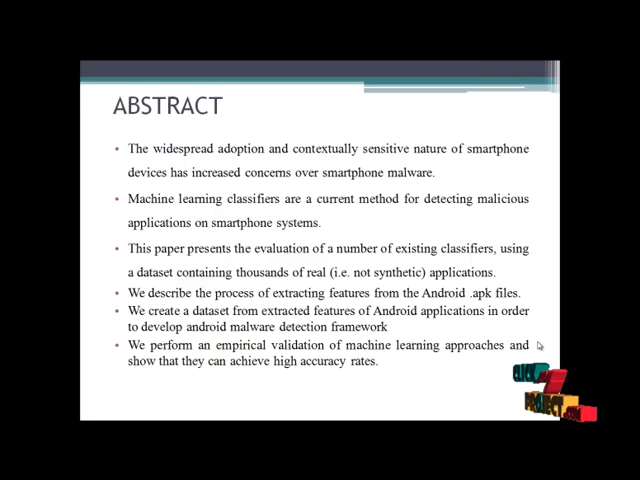 ABSTRACT
• The widespread adoption and contextually sensitive nature of smartphone
devices has increased concerns over smartphone malware.
• Machine learning classifiers are a current method for detecting malicious
applications on smartphone systems.
• This paper presents the evaluation of a number of existing classifiers, using
a dataset containing thousands of real (i.e. not synthetic) applications.
• We describe the process of extracting features from the Android .apk files.
• We create a dataset from extracted features of Android applications in order
to develop android malware detection framework
• We perform an empirical validation of machine learning approaches and
show that they can achieve high accuracy rates.